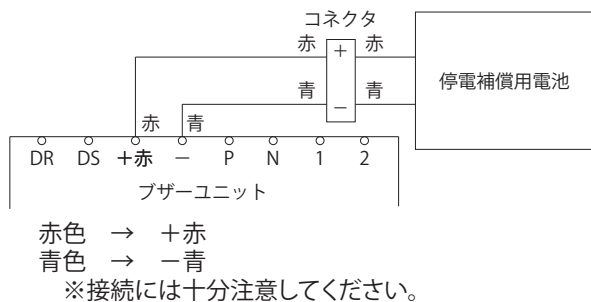 コネクタ
赤 + 赤
停電補償用電池
青 − 青
赤 青
DR DS +赤 − P N 1 2
ブザーユニット
赤色 → +赤
青色 → −青
※接続には十分注意してください。